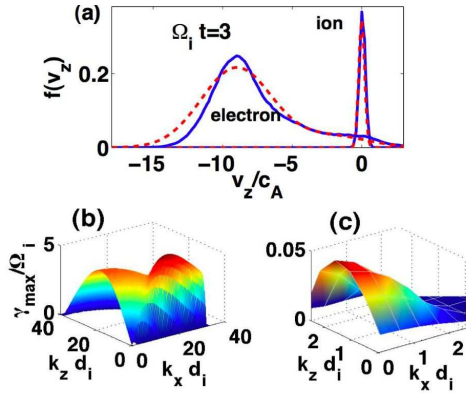 (a)
Ω_i t=3
ion
f(v_z)
0.2
electron
0
−15 −10 −5 0
v_z/c_A
(b) (c)
γ_max/Ω_i
5
0
40
20
0
0
20
40
k_z d_i
k_x d_i
0.05
0
2
1
0
0
1
2
k_z d_i
k_x d_i